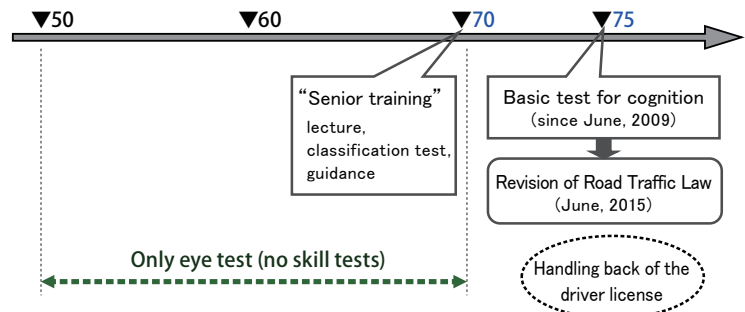 ▼50 ▼60 ▼70 ▼75
“Senior training”
lecture,
classification test,
guidance
Basic test for cognition
(since June, 2009)
Revision of Road Traffic Law
(June, 2015)
Only eye test (no skill tests)
Handling back of the
driver license